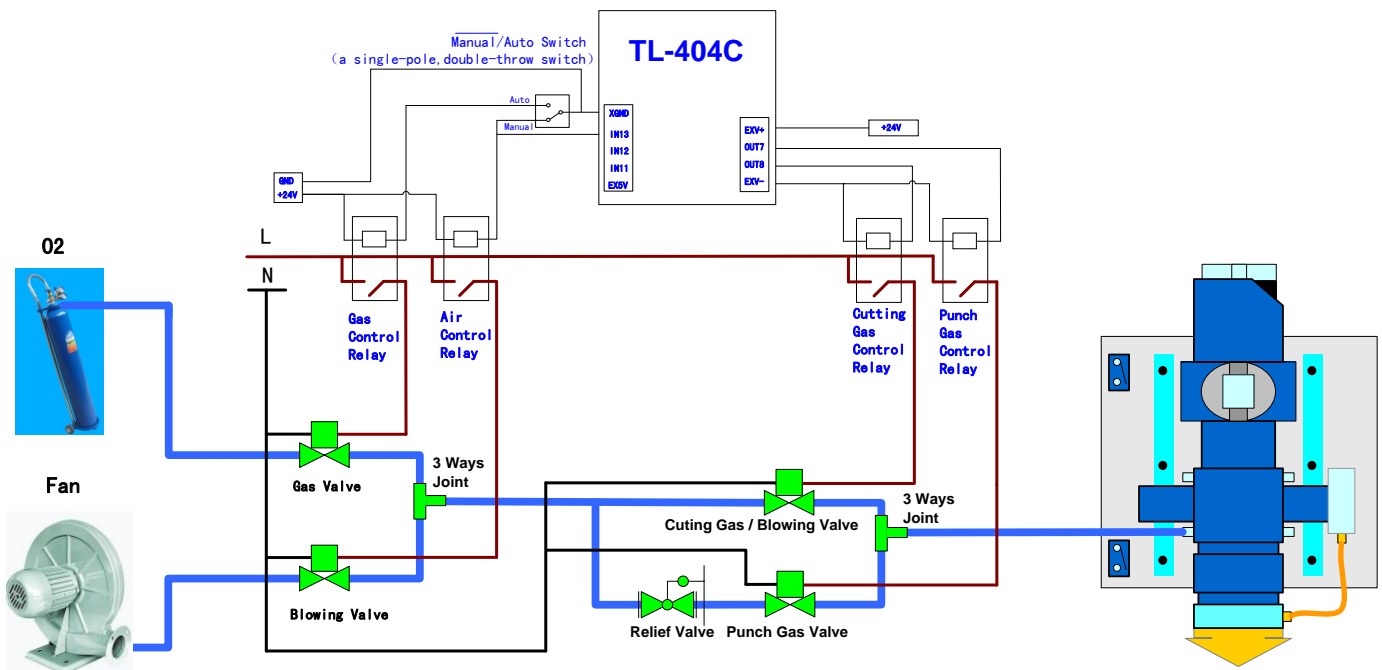 Manual/Auto Switch
(a single-pole,double-throw switch)
TL-404C
Auto
Manual
XGND
IN13
IN12
IN11
EX5V
EXV+
OUT7
OUT8
EXV-
+24V
GND
+24V
O2
L
N
Gas
Control
Relay
Air
Control
Relay
Cutting
Gas
Control
Relay
Punch
Gas
Control
Relay
Fan
3 Ways
Joint
Gas Valve
Cuting Gas / Blowing Valve
3 Ways
Joint
Blowing Valve
Relief Valve
Punch Gas Valve